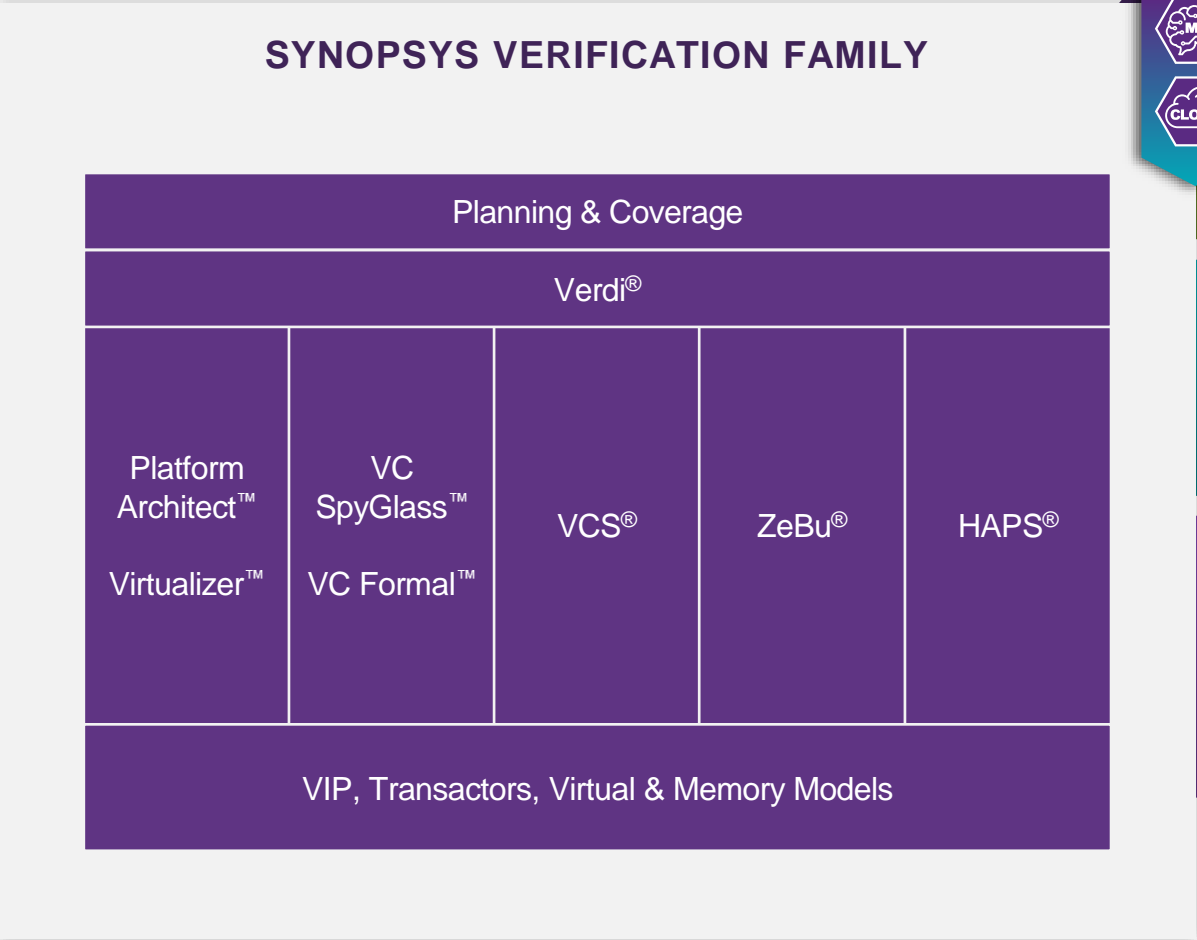 SYNOPSYS VERIFICATION FAMILY
Planning & Coverage
Verdi®
Platform
Architect™
Virtualizer™
VC
SpyGlass™
VC Formal™
VCS®
ZeBu®
HAPS®
VIP, Transactors, Virtual & Memory Models